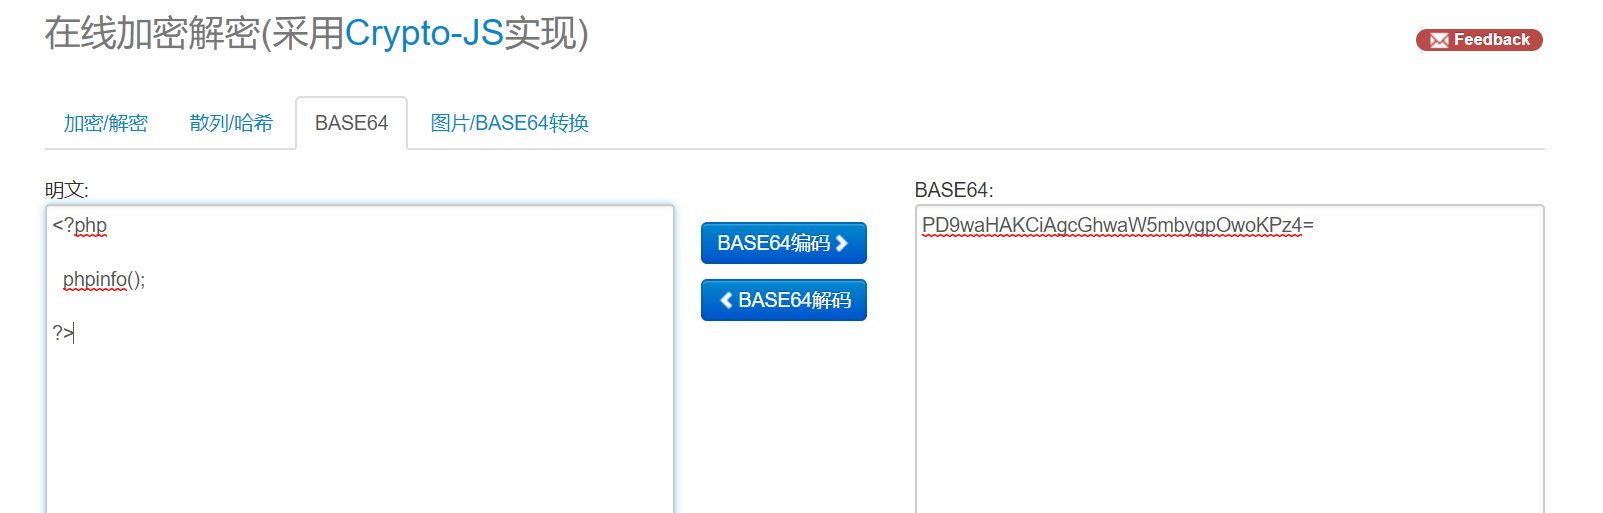 在线加密解密(采用Crypto-JS实现)
Feedback
加密/解密 散列/哈希 BASE64 图片/BASE64转换
明文:
<?php
phpinfo();
?>
BASE64编码
BASE64解码
BASE64:
PD9waHAKCiAgcGhwaW5mbygpOwoKPz4=